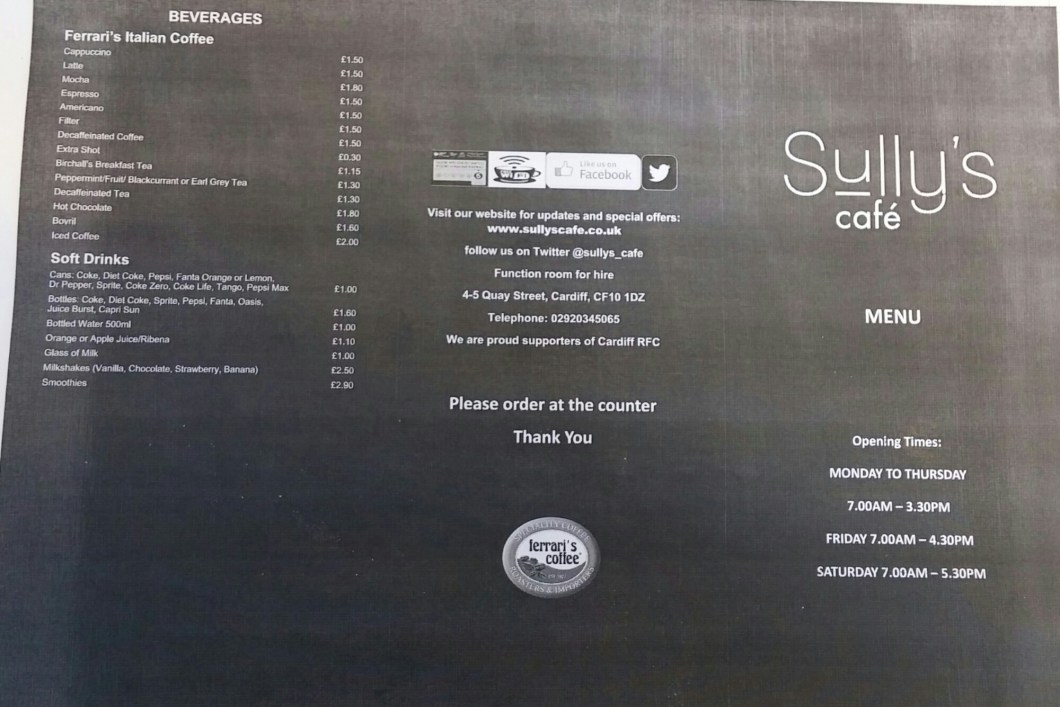 BEVERAGES
Ferrari's Italian Coffee
Cappuccino £1.50
Latte £1.50
Mocha £1.80
Espresso £1.50
Americano £1.50
Filter £1.50
Decaffeinated Coffee £1.50
Extra Shot £0.30
Birchall's Breakfast Tea £1.15
Peppermint/Fruit/ Blackcurrant or Earl Grey Tea £1.30
Decaffeinated Tea £1.30
Hot Chocolate £1.80
Bovril £1.60
Iced Coffee £2.00
Soft Drinks
Cans: Coke, Diet Coke, Pepsi, Fanta Orange or Lemon,
Dr Pepper, Sprite, Coke Zero, Coke Life, Tango, Pepsi Max £1.00
Bottles: Coke, Diet Coke, Sprite, Pepsi, Fanta, Oasis,
Juice Burst, Capri Sun £1.60
Bottled Water 500ml £1.00
Orange or Apple Juice/Ribena £1.10
Glass of Milk £1.00
Milkshakes (Vanilla, Chocolate, Strawberry, Banana) £2.50
Smoothies £2.90
WiFi
Like us on
Facebook
Visit our website for updates and special offers:
www.sullyscafe.co.uk
follow us on Twitter @sullys_cafe
Function room for hire
4-5 Quay Street, Cardiff, CF10 1DZ
Telephone: 02920345065
We are proud supporters of Cardiff RFC
Please order at the counter
Thank You
SPECIALITY COFFEE
ferrari's
coffee
ROASTERS & IMPORTERS
Sully's
café
MENU
Opening Times:
MONDAY TO THURSDAY
7.00AM – 3.30PM
FRIDAY 7.00AM – 4.30PM
SATURDAY 7.00AM – 5.30PM